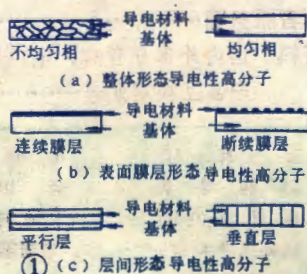 导电材料
基体
不均匀相 均匀相
(a) 整体形态导电性高分子
导电材料
基体
连续膜层 断续膜层
(b) 表面膜层形态导电性高分子
导电材料
基体
平行层 垂直层
① (c) 层间形态导电性高分子